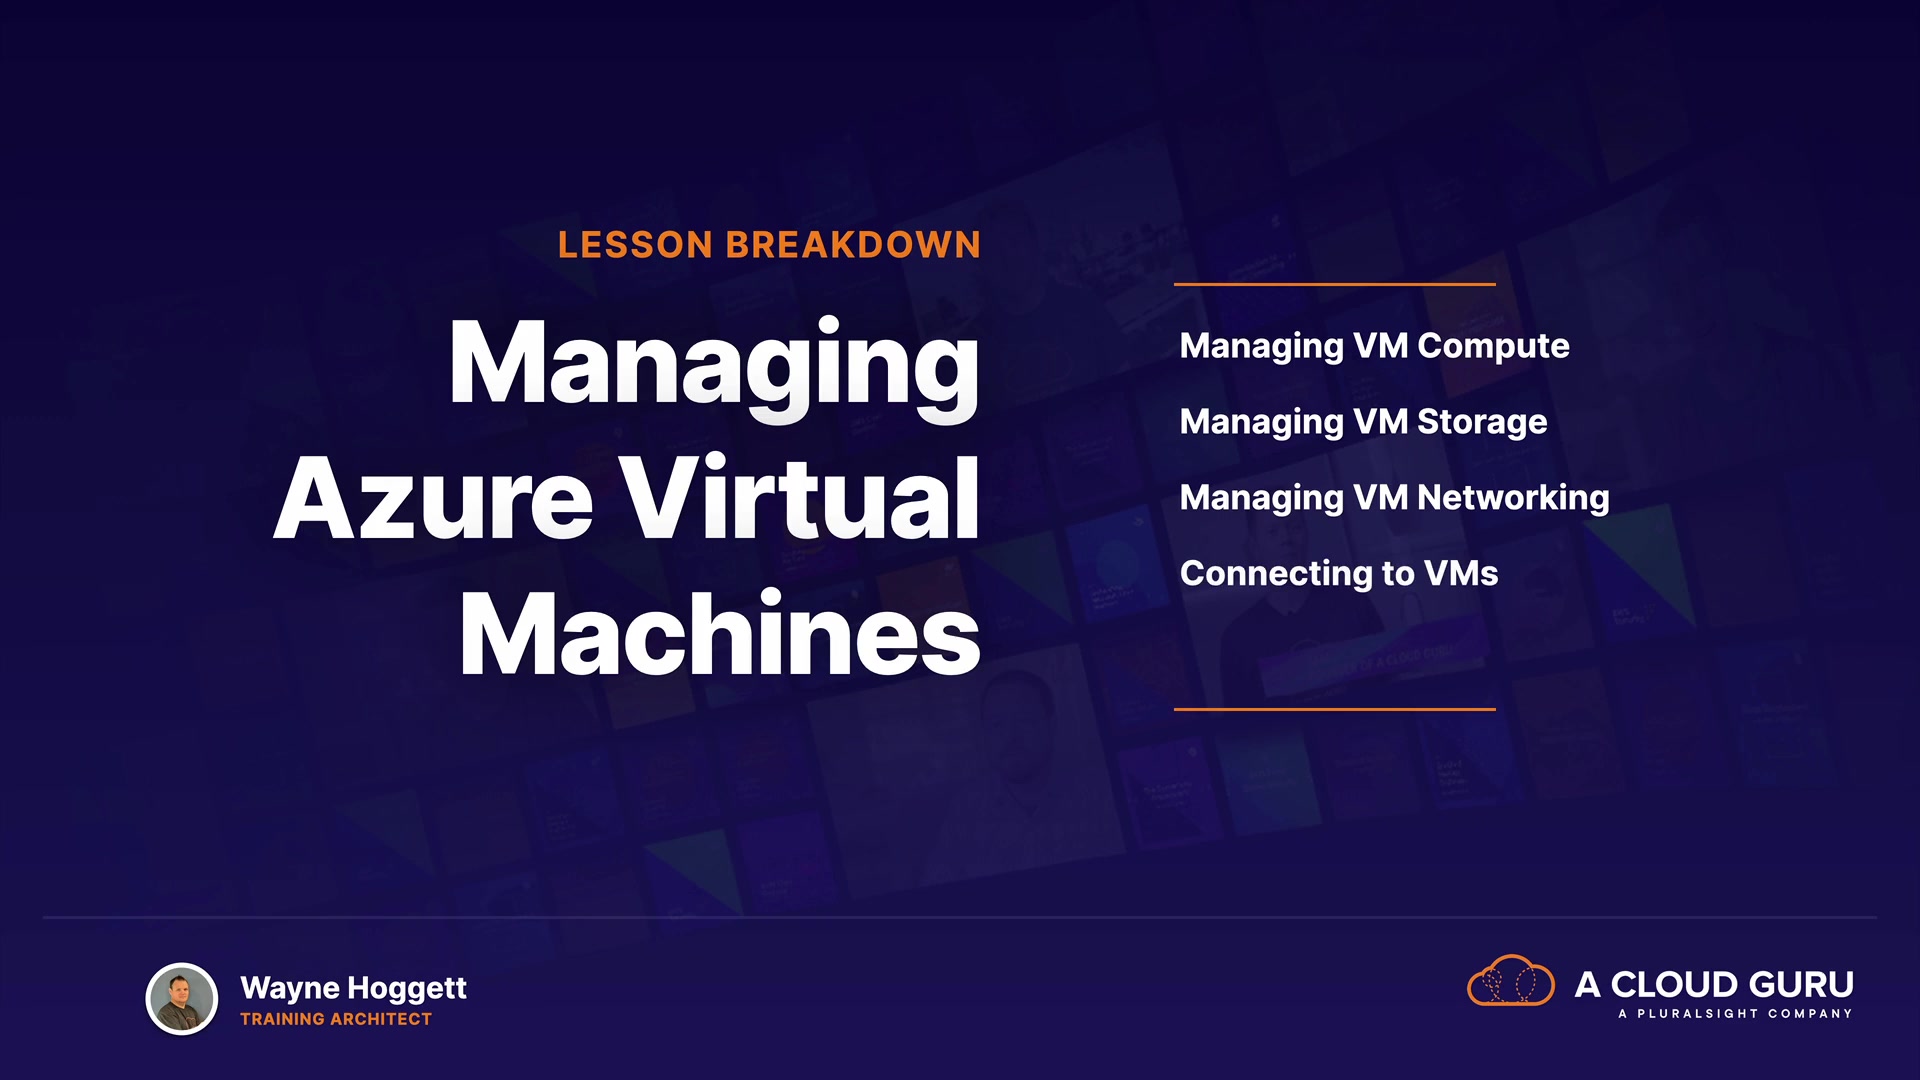 LESSON BREAKDOWN
Managing
Azure Virtual
Machines
Managing VM Compute
Managing VM Storage
Managing VM Networking
Connecting to VMs
Wayne Hoggett
TRAINING ARCHITECT
A CLOUD GURU
A PLURALSIGHT COMPANY